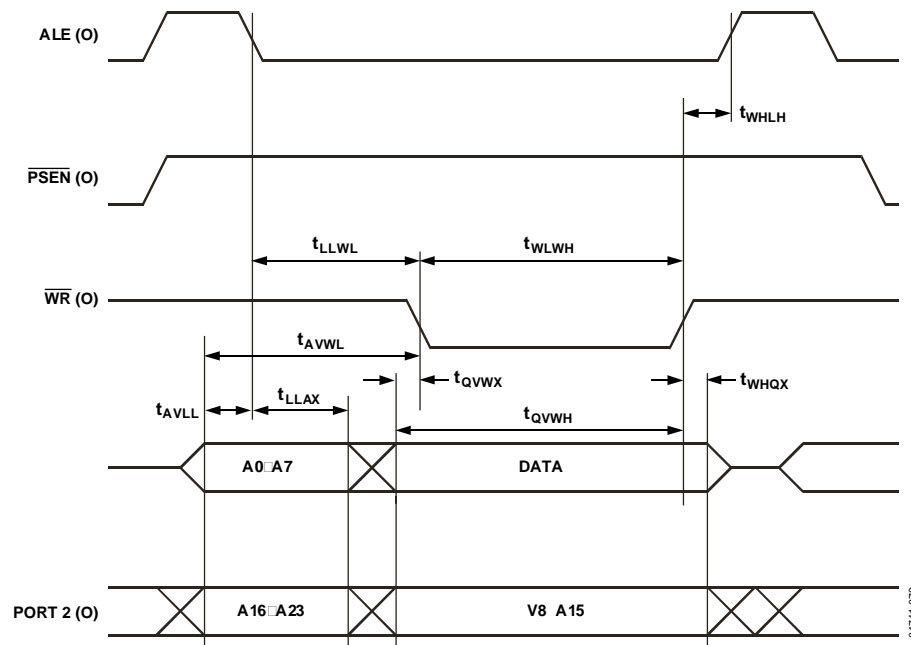 ALE (O)
tWHLH
PSEN (O)
tLLWL
tWLWH
WR (O)
tAVWL
tQVWX
tWHQX
tAVLL
tLLAX
tQVWH
A0□A7
DATA
PORT 2 (O)
A16□A23
V8 A15